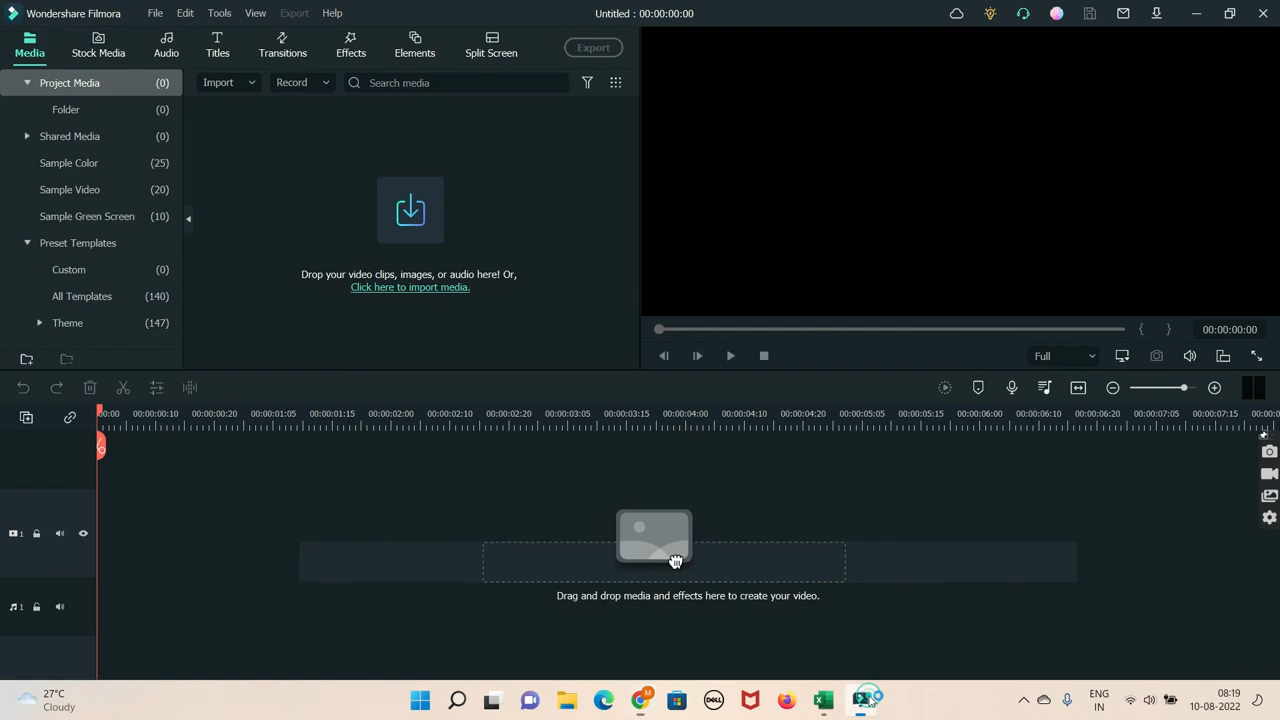 Wondershare Filmora File Edit Tools View Export Help Untitled : 00:00:00:00
Media Stock Media Audio Titles Transitions Effects Elements Split Screen Export
Project Media (0)
Folder (0)
Shared Media (0)
Sample Color (25)
Sample Video (20)
Sample Green Screen (10)
Preset Templates
Custom (0)
All Templates (140)
Theme (147)
Import Record Search media
Drop your video clips, images, or audio here! Or,
Click here to import media.
{ } 00:00:00:00
Full
00:00 00:00:00:10 00:00:00:20 00:00:01:05 00:00:01:15 00:00:02:00 00:00:02:10 00:00:02:20 00:00:03:05 00:00:03:15 00:00:04:00 00:00:04:10 00:00:04:20 00:00:05:05 00:00:05:15 00:00:06:00 00:00:06:10 00:00:06:20 00:00:07:05 00:00:07:15 00:00:0
1
Drag and drop media and effects here to create your video.
1
27°C
Cloudy
M
DELL
ENG
IN
08:19
10-08-2022